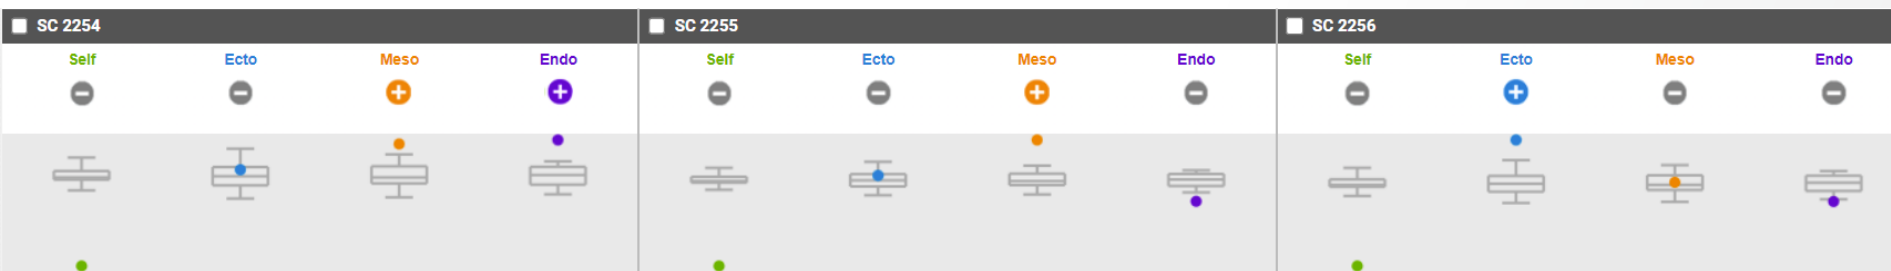 SC 2254 SC 2255 SC 2256
Self Ecto Meso Endo Self Ecto Meso Endo Self Ecto Meso Endo